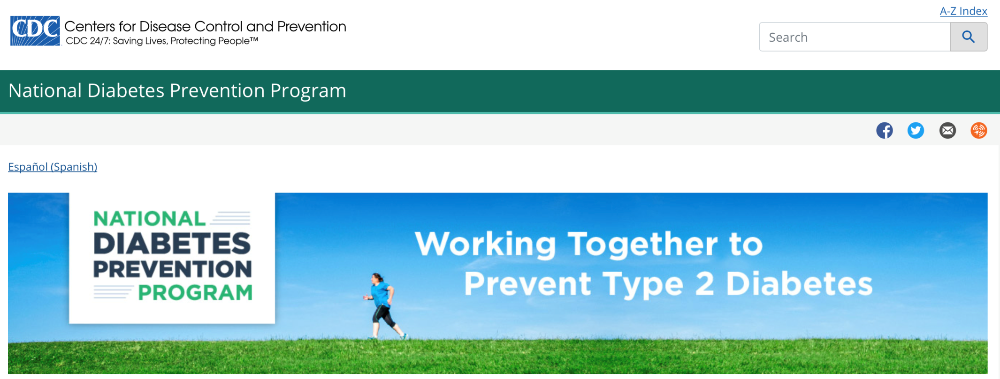 A-Z Index
CDC
Centers for Disease Control and Prevention
CDC 24/7: Saving Lives, Protecting People™
Search
National Diabetes Prevention Program
Español (Spanish)
NATIONAL
DIABETES
PREVENTION
PROGRAM
Working Together to
Prevent Type 2 Diabetes